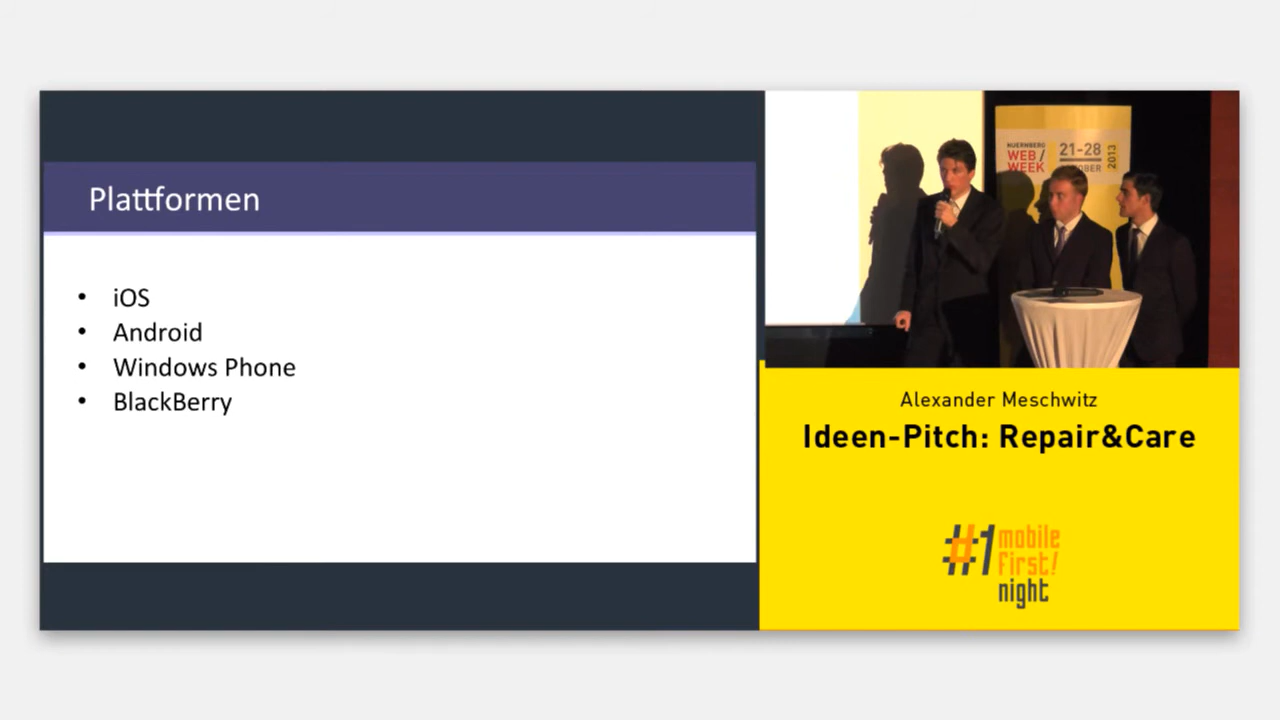 Plattformen
• iOS
• Android
• Windows Phone
• BlackBerry
NUERNBERG
WEB/
WEEK
21-28
2013
Alexander Meschwitz
Ideen-Pitch: Repair&Care
#1 mobile
first!
night